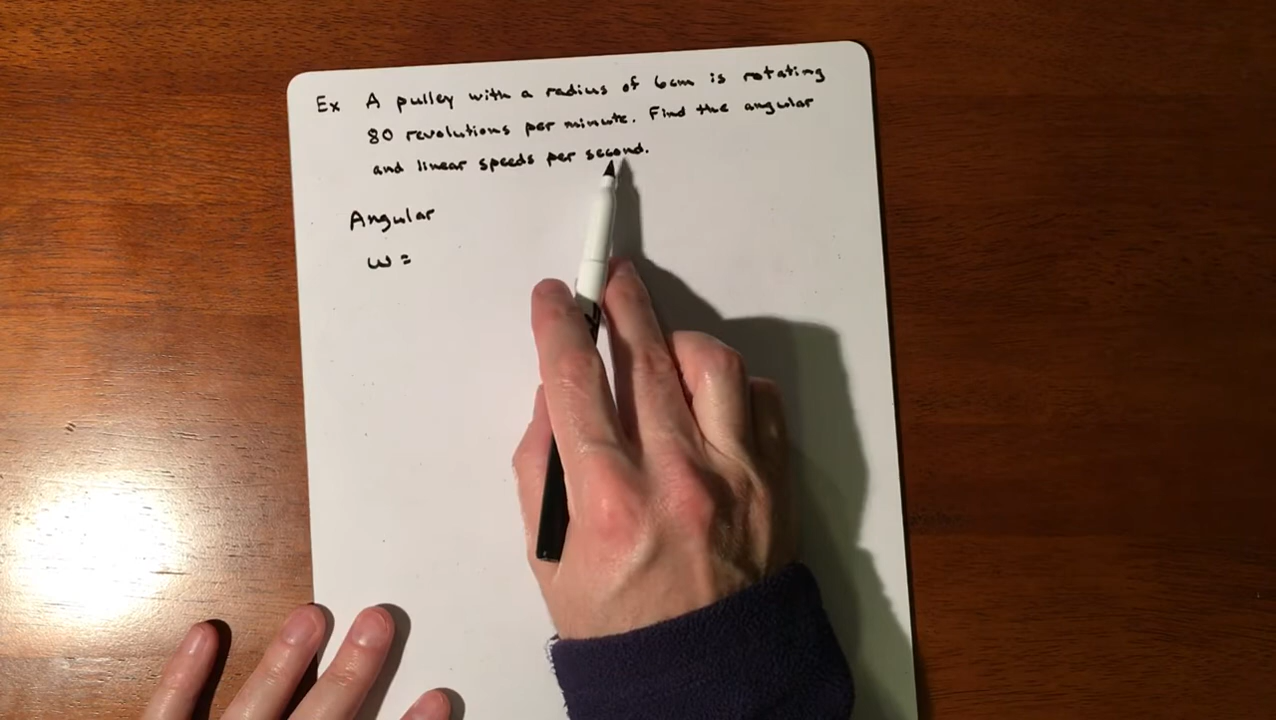 Ex A pulley with a radius of 6cm is rotating
80 revolutions per minute. Find the angular
and linear speeds per second.
Angular
ω =